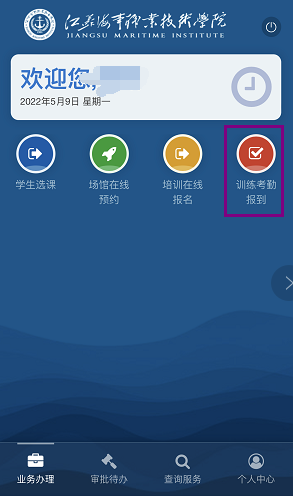 江苏海事职业技术学院
JIANGSU MARITIME INSTITUTE
欢迎您,
2022年5月9日 星期一
学生选课
场馆在线
预约
培训在线
报名
训练考勤
报到
业务办理
审批待办
查询服务
个人中心